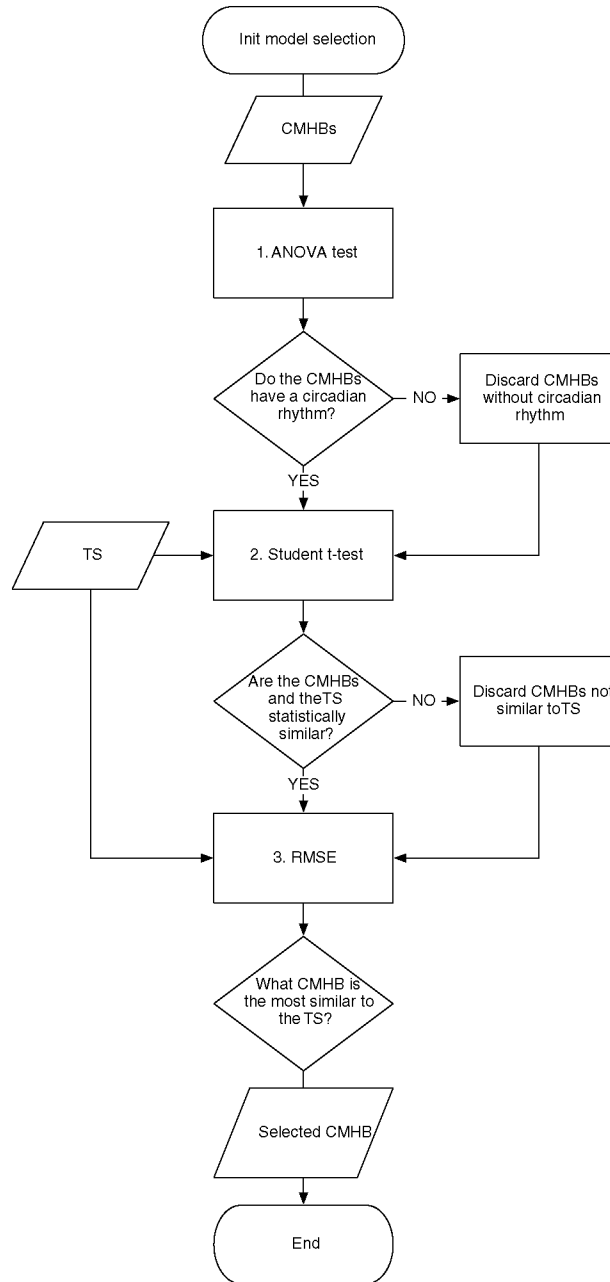 Init model selection
CMHBs
1. ANOVA test
Do the CMHBs
have a circadian
rhythm?
NO
Discard CMHBs
without circadian
rhythm
YES
TS
2. Student t-test
Are the CMHBs
and theTS
statistically
similar?
NO
Discard CMHBs not
similar toTS
YES
3. RMSE
What CMHB is
the most similar to
the TS?
Selected CMHB
End